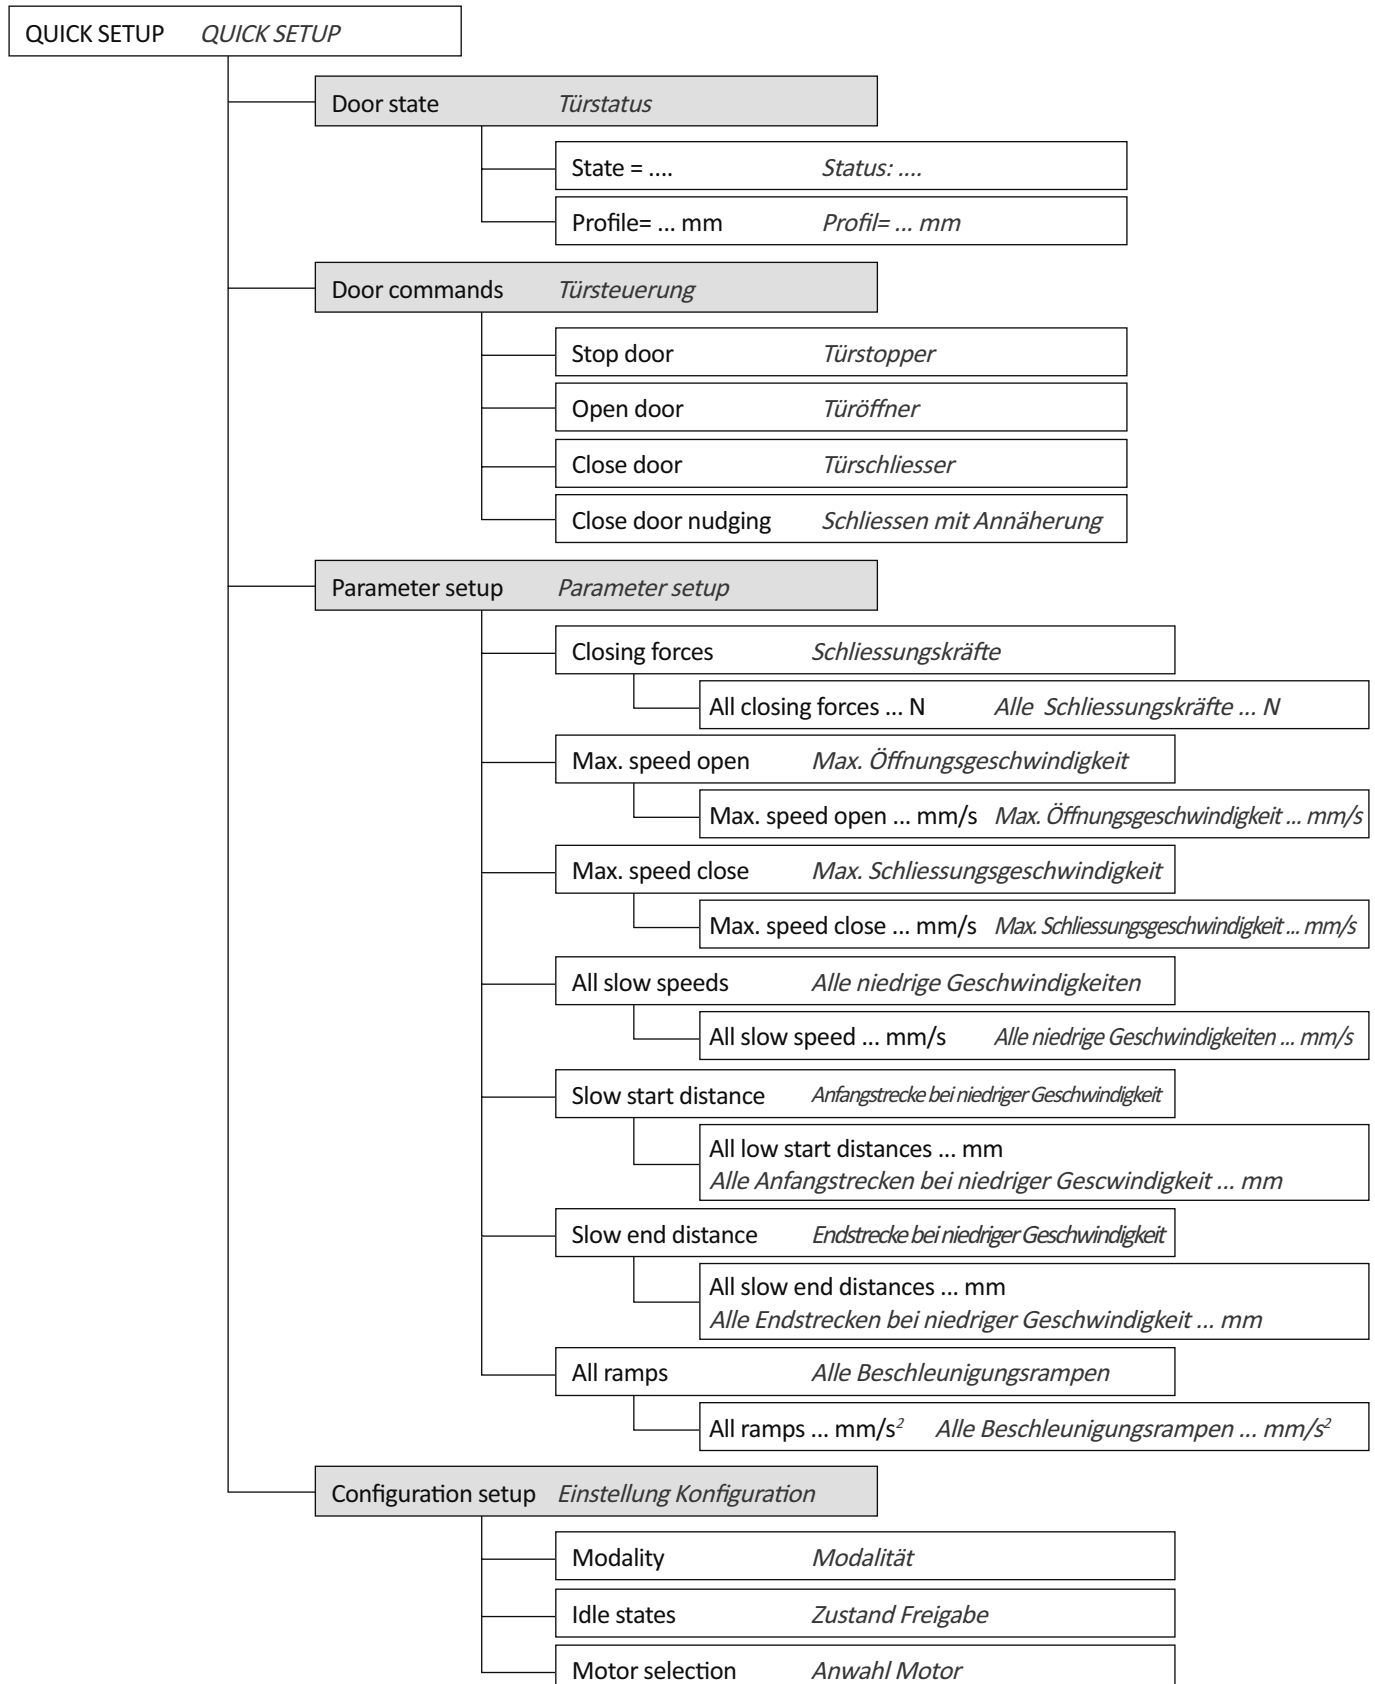 QUICK SETUP QUICK SETUP
Door state Türstatus
State = .... Status: ....
Profile= ... mm Profil= ... mm
Door commands Türsteuerung
Stop door Türstopper
Open door Türöffner
Close door Türschliesser
Close door nudging Schliessen mit Annäherung
Parameter setup Parameter setup
Closing forces Schliessungskräfte
All closing forces ... N Alle Schliessungskräfte ... N
Max. speed open Max. Öffnungsgeschwindigkeit
Max. speed open ... mm/s Max. Öffnungsgeschwindigkeit ... mm/s
Max. speed close Max. Schliessungsgeschwindigkeit
Max. speed close ... mm/s Max. Schliessungsgeschwindigkeit ... mm/s
All slow speeds Alle niedrige Geschwindigkeiten
All slow speed ... mm/s Alle niedrige Geschwindigkeiten ... mm/s
Slow start distance Anfangstrecke bei niedriger Geschwindigkeit
All low start distances ... mm
Alle Anfangstrecken bei niedriger Gescwindigkeit ... mm
Slow end distance Endstrecke bei niedriger Geschwindigkeit
All slow end distances ... mm
Alle Endstrecken bei niedriger Geschwindigkeit ... mm
All ramps Alle Beschleunigungsrampen
All ramps ... mm/s² Alle Beschleunigungsrampen ... mm/s²
Configuration setup Einstellung Konfiguration
Modality Modalität
Idle states Zustand Freigabe
Motor selection Anwahl Motor